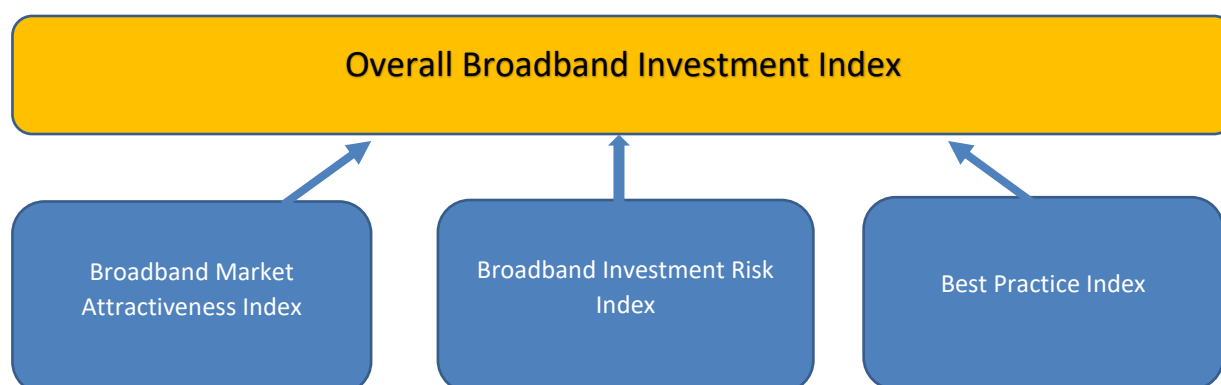 Overall Broadband Investment Index
Broadband Market
Attractiveness Index
Broadband Investment Risk
Index
Best Practice Index